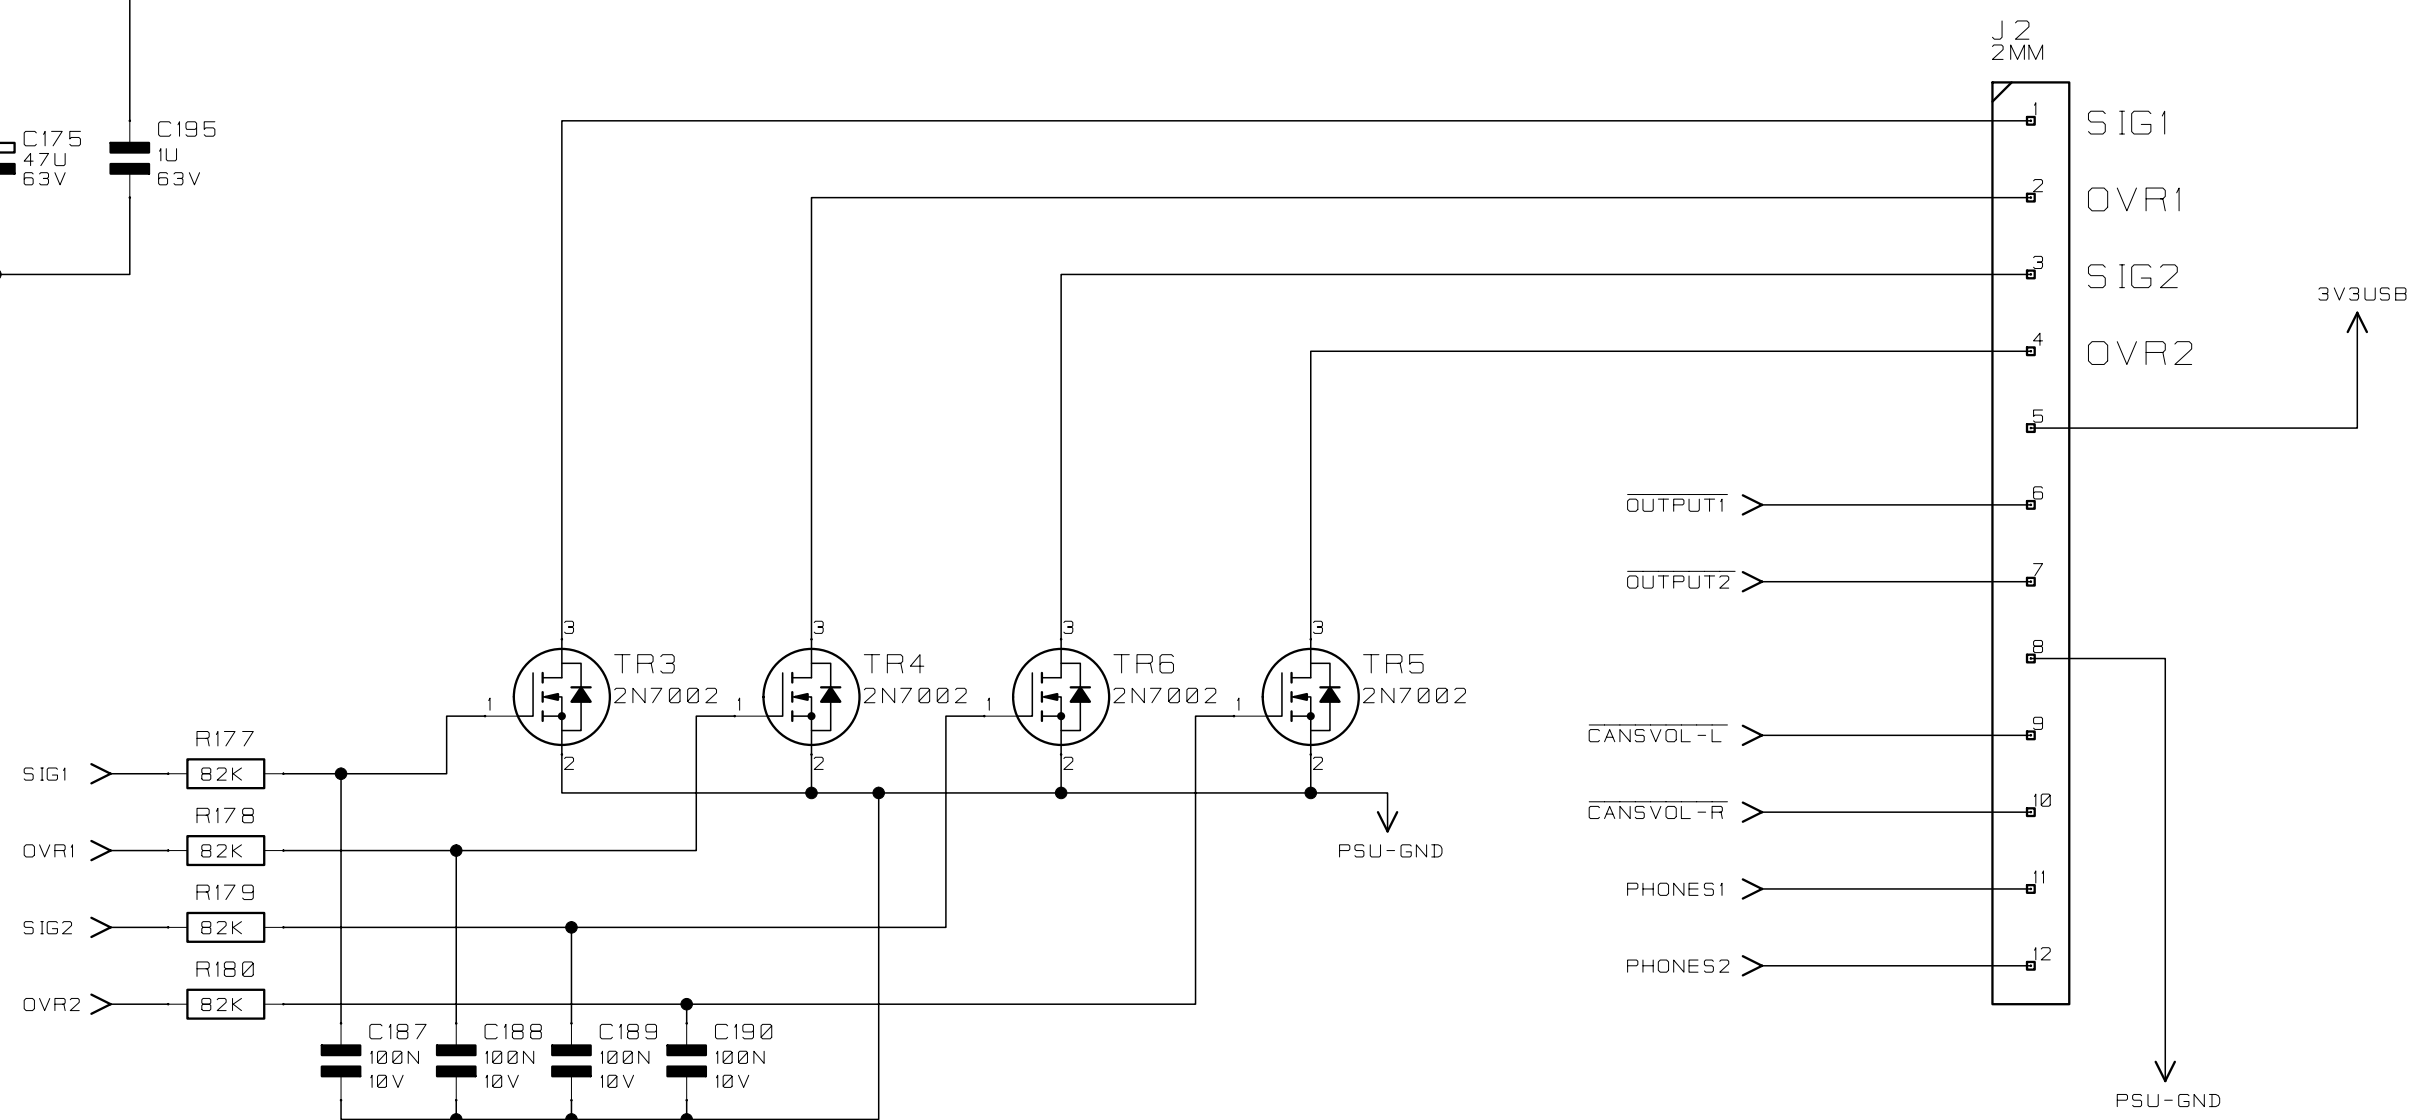 J2
2MM
1
SIG1
C175
47U
63V
C195
1U
63V
2
OVR1
3
SIG2
3V3USB
4
OVR2
5
6
OUTPUT1
7
OUTPUT2
3
TR3
2N7002
1
2
3
TR4
2N7002
1
2
3
TR6
2N7002
1
2
3
TR5
2N7002
1
2
8
9
CANSVOL-L
10
CANSVOL-R
PSU-GND
11
PHONES1
12
PHONES2
R177
SIG1
82K
R178
OVR1
82K
R179
SIG2
82K
R180
OVR2
82K
C187
100N
10V
C188
100N
10V
C189
100N
10V
C190
100N
10V
PSU-GND